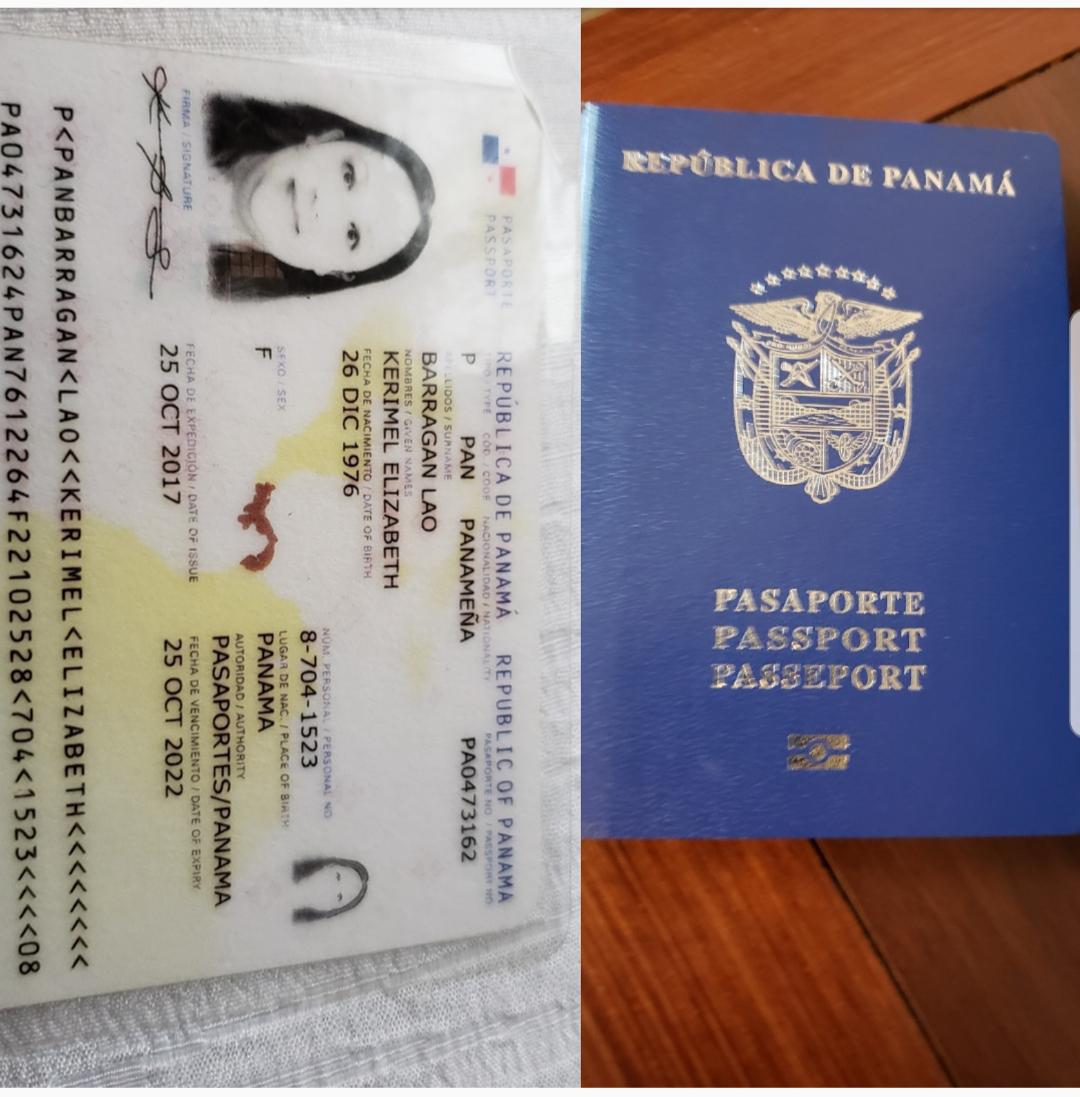 PASAPORTE
PASSPORT
REPÚBLICA DE PANAMÁ REPUBLIC OF PANAMA
TIPO / TYPE CÓD. / CODE NACIONALIDAD / NATIONALITY PASAPORTE NO. / PASSPORT NO
P PAN PANAMEÑA PA0473162
/ SURNAME
BARRAGAN LAO
NOMBRES / GIVEN NAMES
KERIMEL ELIZABETH
FECHA DE NACIMIENTO / DATE OF BIRTH
26 DIC 1976
NUM. PERSONAL / PERSONAL NO
8-704-1523
SEXO / SEX
F
LUGAR DE NAC. / PLACE OF BIRTH
PANAMA
AUTORIDAD / AUTHORITY
PASAPORTES/PANAMA
FECHA DE EXPEDICIÓN / DATE OF ISSUE
25 OCT 2017
FECHA DE VENCIMIENTO / DATE OF EXPIRY
25 OCT 2022
FIRMA / SIGNATURE
P<PANBARRAGAN<LAO<<KERIMEL<ELIZABETH<<<<<<<<
PA04731624PAN7612264F22102528<704<1523<<<<08
REPÚBLICA DE PANAMÁ
PASAPORTE
PASSPORT
PASSEPORT